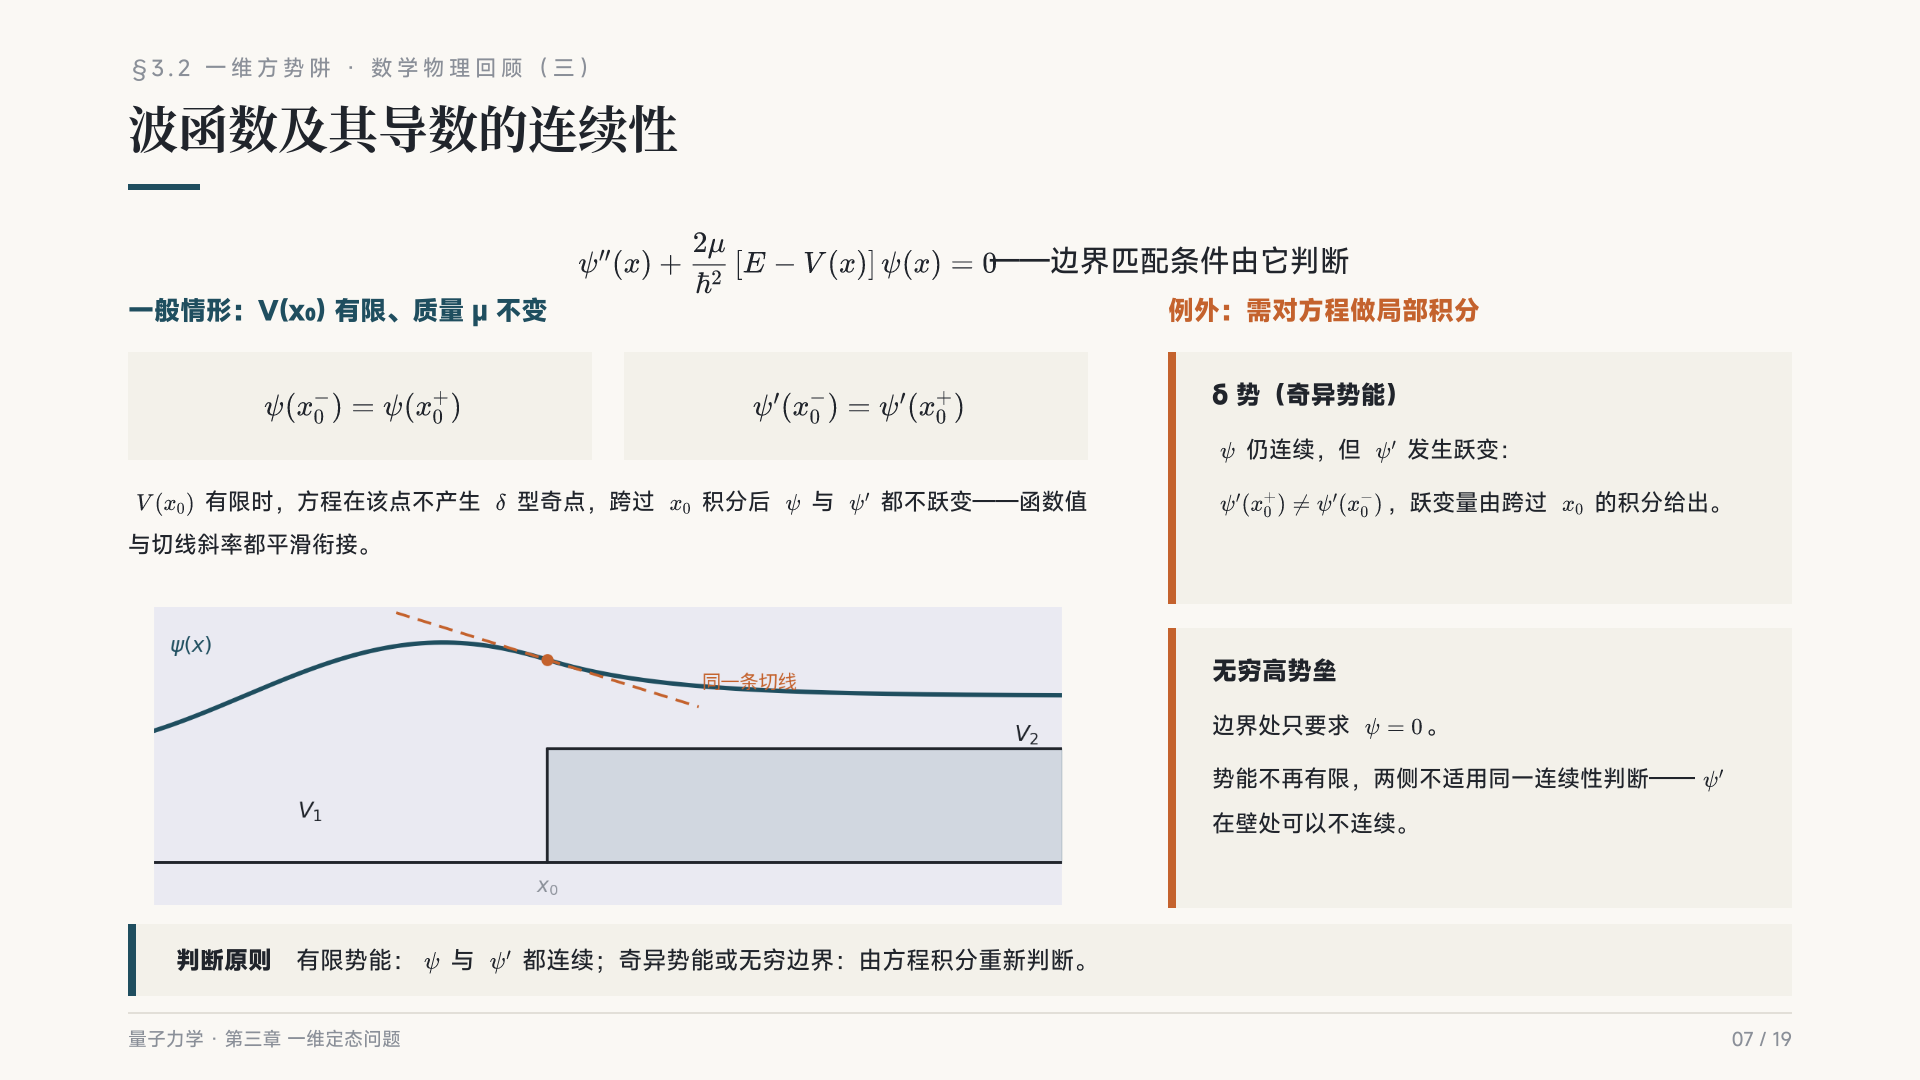 §3.2 一维方势阱 · 数学物理回顾（三）
波函数及其导数的连续性
ψ″(x) + 2μ/ħ² [E − V(x)] ψ(x) = 0——边界匹配条件由它判断
一般情形：V(x₀) 有限、质量 μ 不变
ψ(x₀⁻) = ψ(x₀⁺)
ψ′(x₀⁻) = ψ′(x₀⁺)
V(x₀) 有限时，方程在该点不产生 δ 型奇点，跨过 x₀ 积分后 ψ 与 ψ′ 都不跃变——函数值
与切线斜率都平滑衔接。
ψ(x)
同一条切线
V₂
V₁
x₀
例外：需对方程做局部积分
δ 势（奇异势能）
ψ 仍连续，但 ψ′ 发生跃变：
ψ′(x₀⁺) ≠ ψ′(x₀⁻)，跃变量由跨过 x₀ 的积分给出。
无穷高势垒
边界处只要求 ψ = 0。
势能不再有限，两侧不适用同一连续性判断—— ψ′
在壁处可以不连续。
判断原则 有限势能： ψ 与 ψ′ 都连续；奇异势能或无穷边界：由方程积分重新判断。
量子力学 · 第三章 一维定态问题
07 / 19